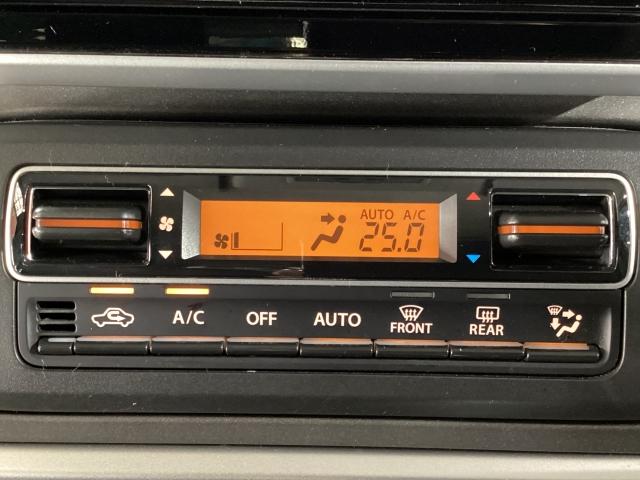 AUTO A/C
25.0
A/C
OFF
AUTO
FRONT
REAR